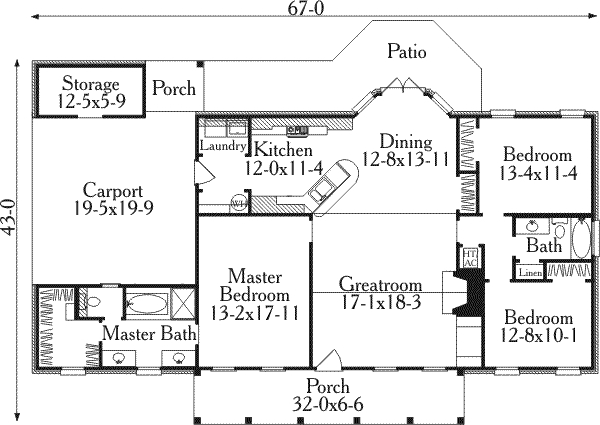 67-0
Patio
Storage
12-5x5-9
Porch
43-0
Laundry
Kitchen
12-0x11-4
Dining
12-8x13-11
Bedroom
13-4x11-4
Carport
19-5x19-9
WH
Bath
HT
AC
Linen
Master
Bedroom
13-2x17-11
Greatroom
17-1x18-3
Bedroom
12-8x10-1
Master Bath
Porch
32-0x6-6